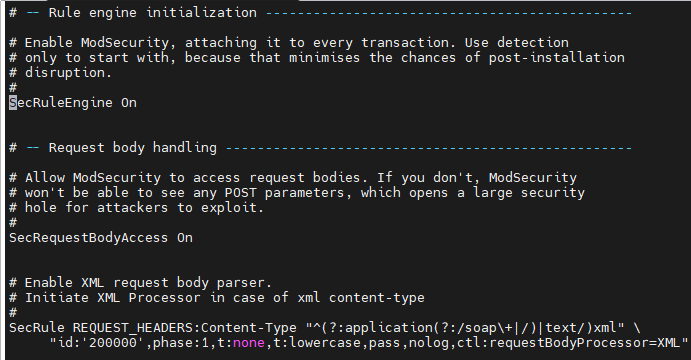 # -- Rule engine initialization ----------------------------------------------
# Enable ModSecurity, attaching it to every transaction. Use detection
# only to start with, because that minimises the chances of post-installation
# disruption.
#
SecRuleEngine On
# -- Request body handling ---------------------------------------------------
# Allow ModSecurity to access request bodies. If you don't, ModSecurity
# won't be able to see any POST parameters, which opens a large security
# hole for attackers to exploit.
#
SecRequestBodyAccess On
# Enable XML request body parser.
# Initiate XML Processor in case of xml content-type
#
SecRule REQUEST_HEADERS:Content-Type "^(?:application(?:/soap\+|/)|text/)xml" \
"id:'200000',phase:1,t:none,t:lowercase,pass,nolog,ctl:requestBodyProcessor=XML"